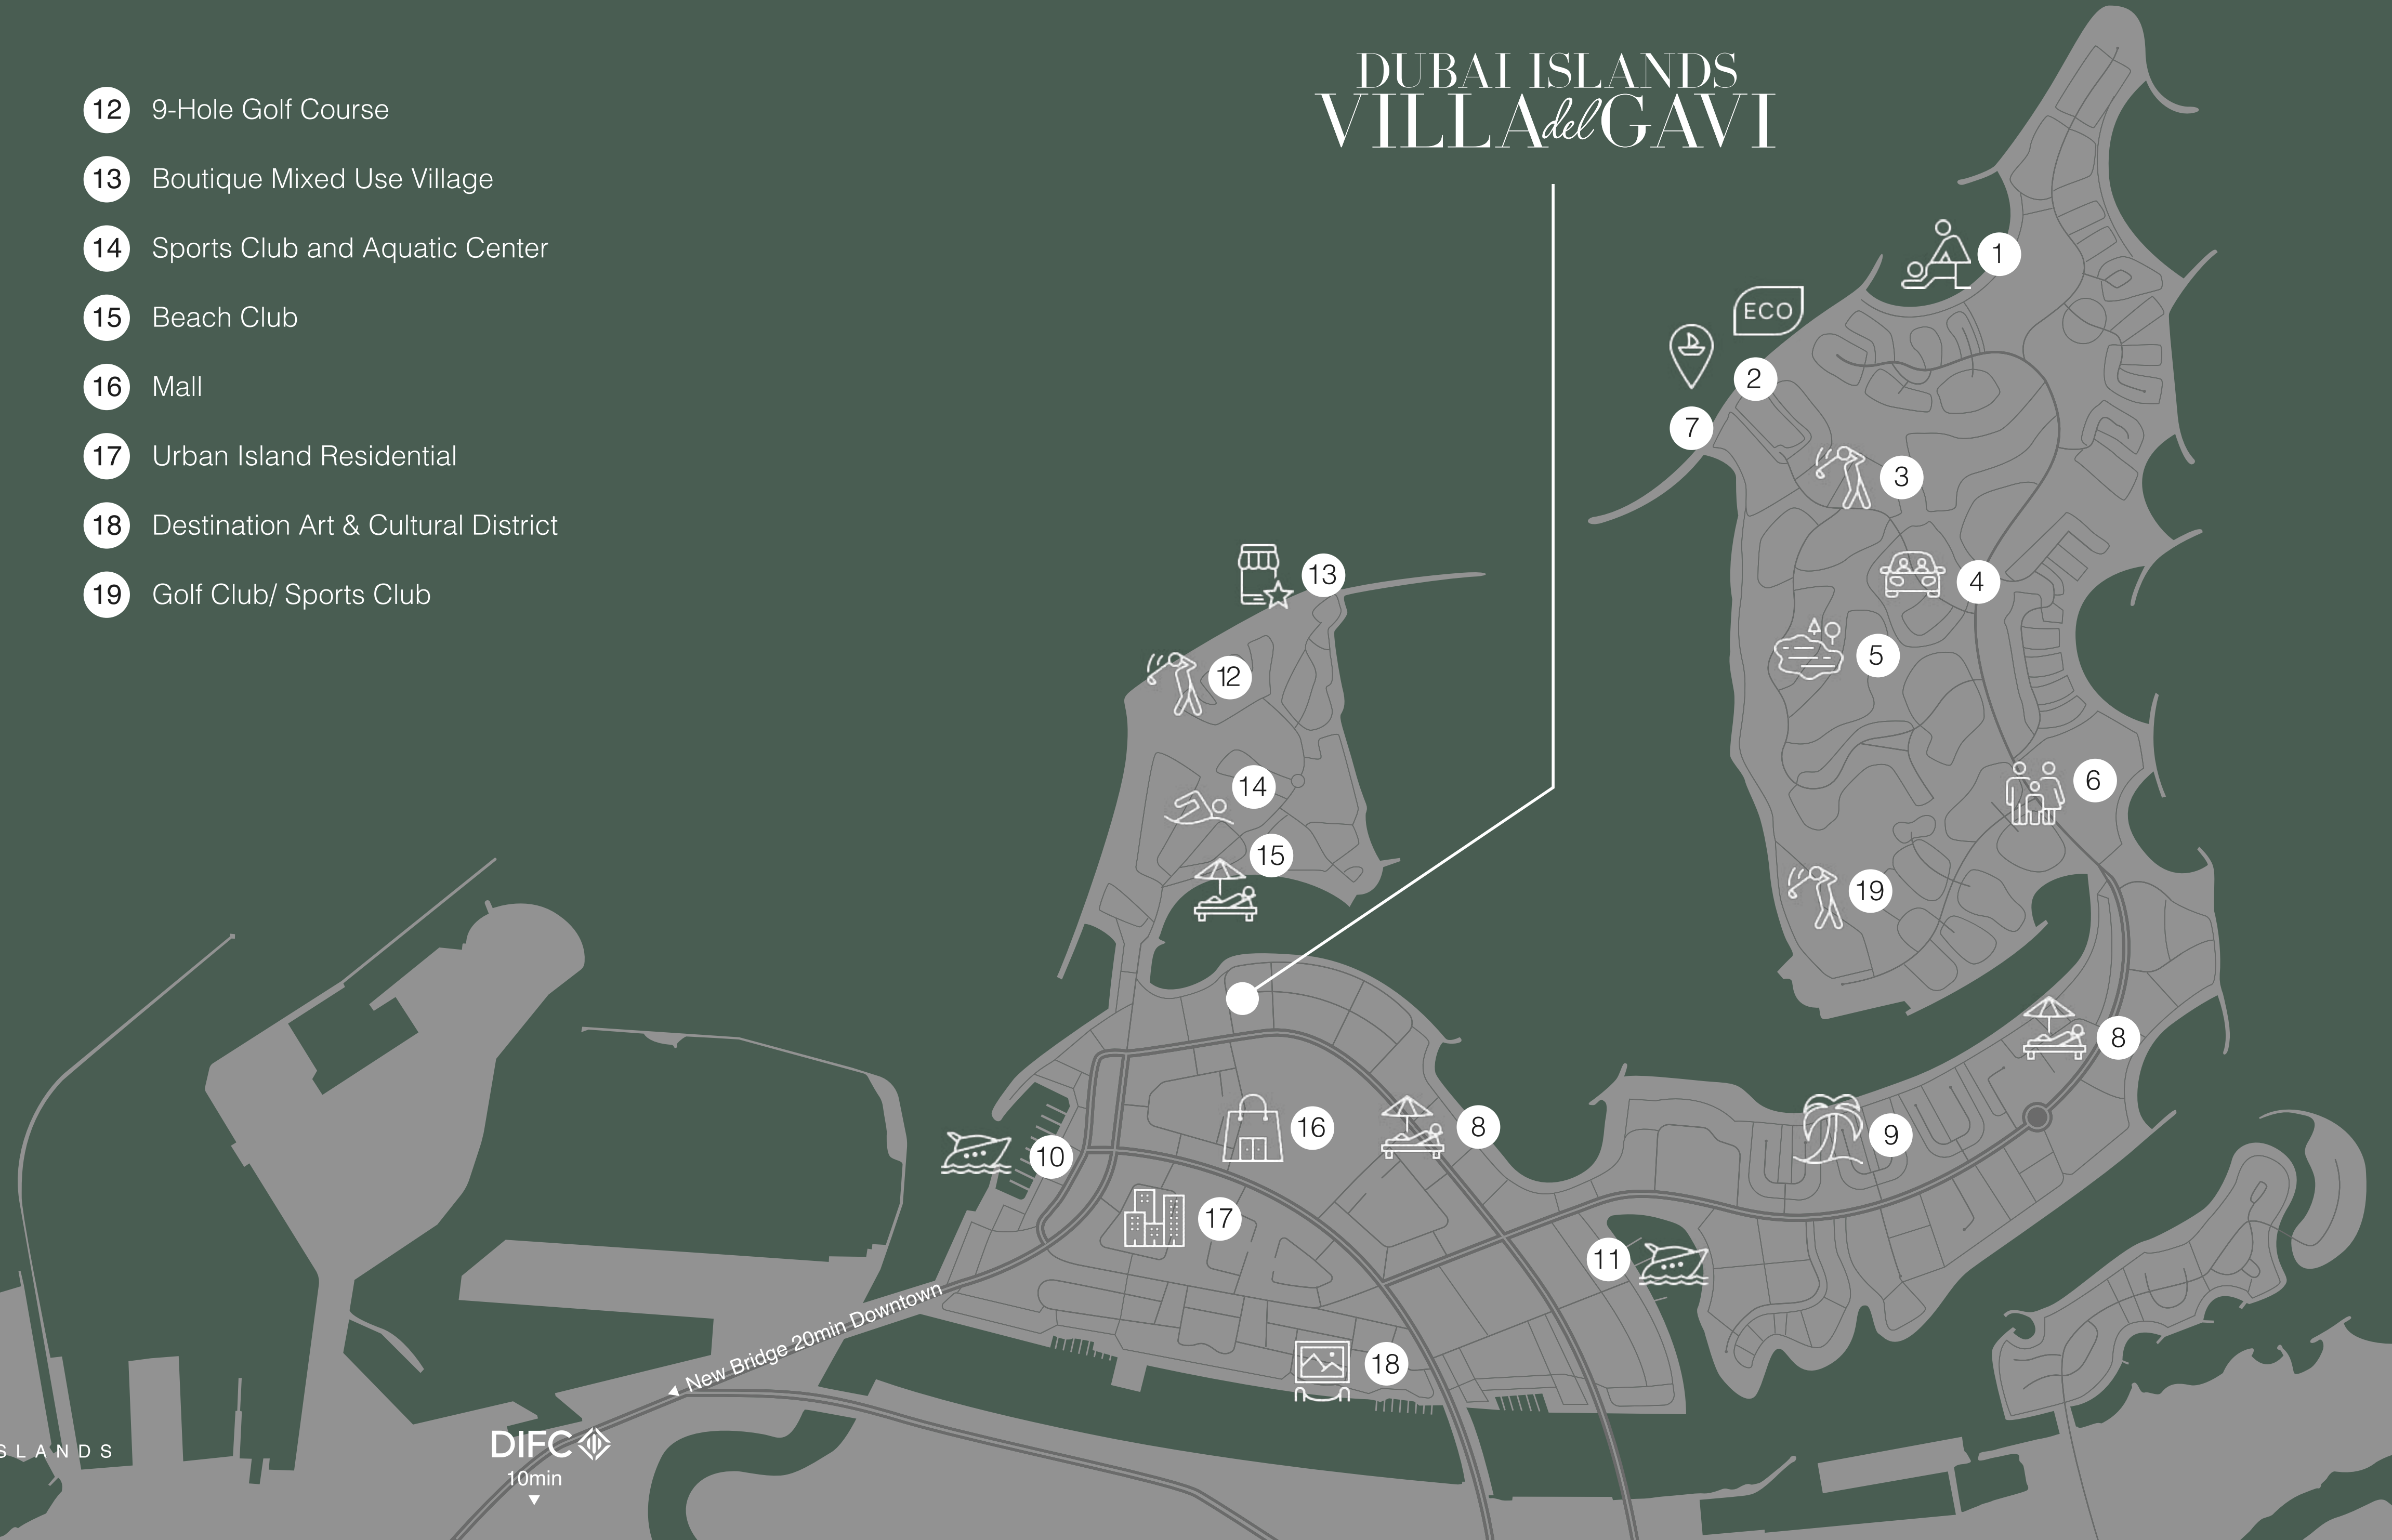 DUBAI ISLANDS
VILLA del GAVI
12 9-Hole Golf Course
13 Boutique Mixed Use Village
14 Sports Club and Aquatic Center
15 Beach Club
16 Mall
17 Urban Island Residential
18 Destination Art & Cultural District
19 Golf Club/ Sports Club
1
ECO
2
7
3
13
4
5
12
6
14
15
19
8
16
8
9
10
17
11
New Bridge 20min Downtown
18
DIFC
10min
SLANDS